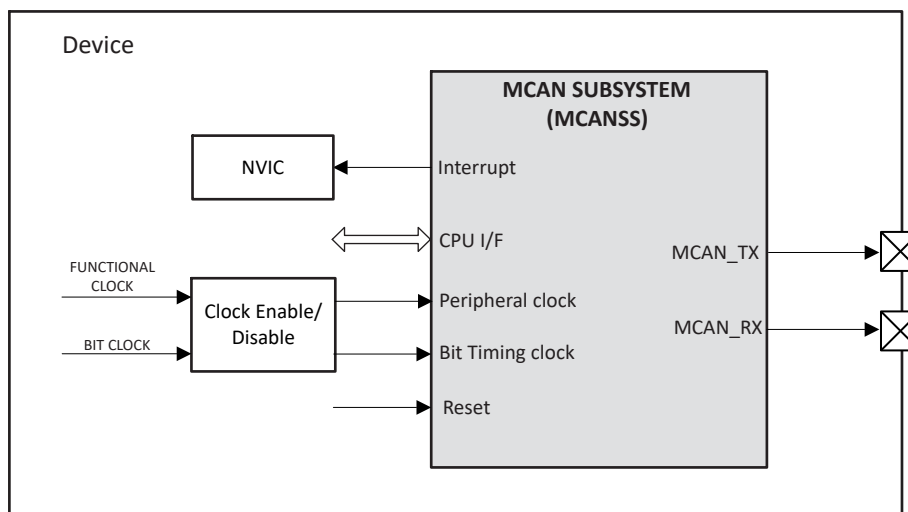 Device
MCAN SUBSYSTEM
(MCANSS)
NVIC
Interrupt
CPU I/F
MCAN_TX
FUNCTIONAL
CLOCK
Clock Enable/
Disable
Peripheral clock
MCAN_RX
BIT CLOCK
Bit Timing clock
Reset